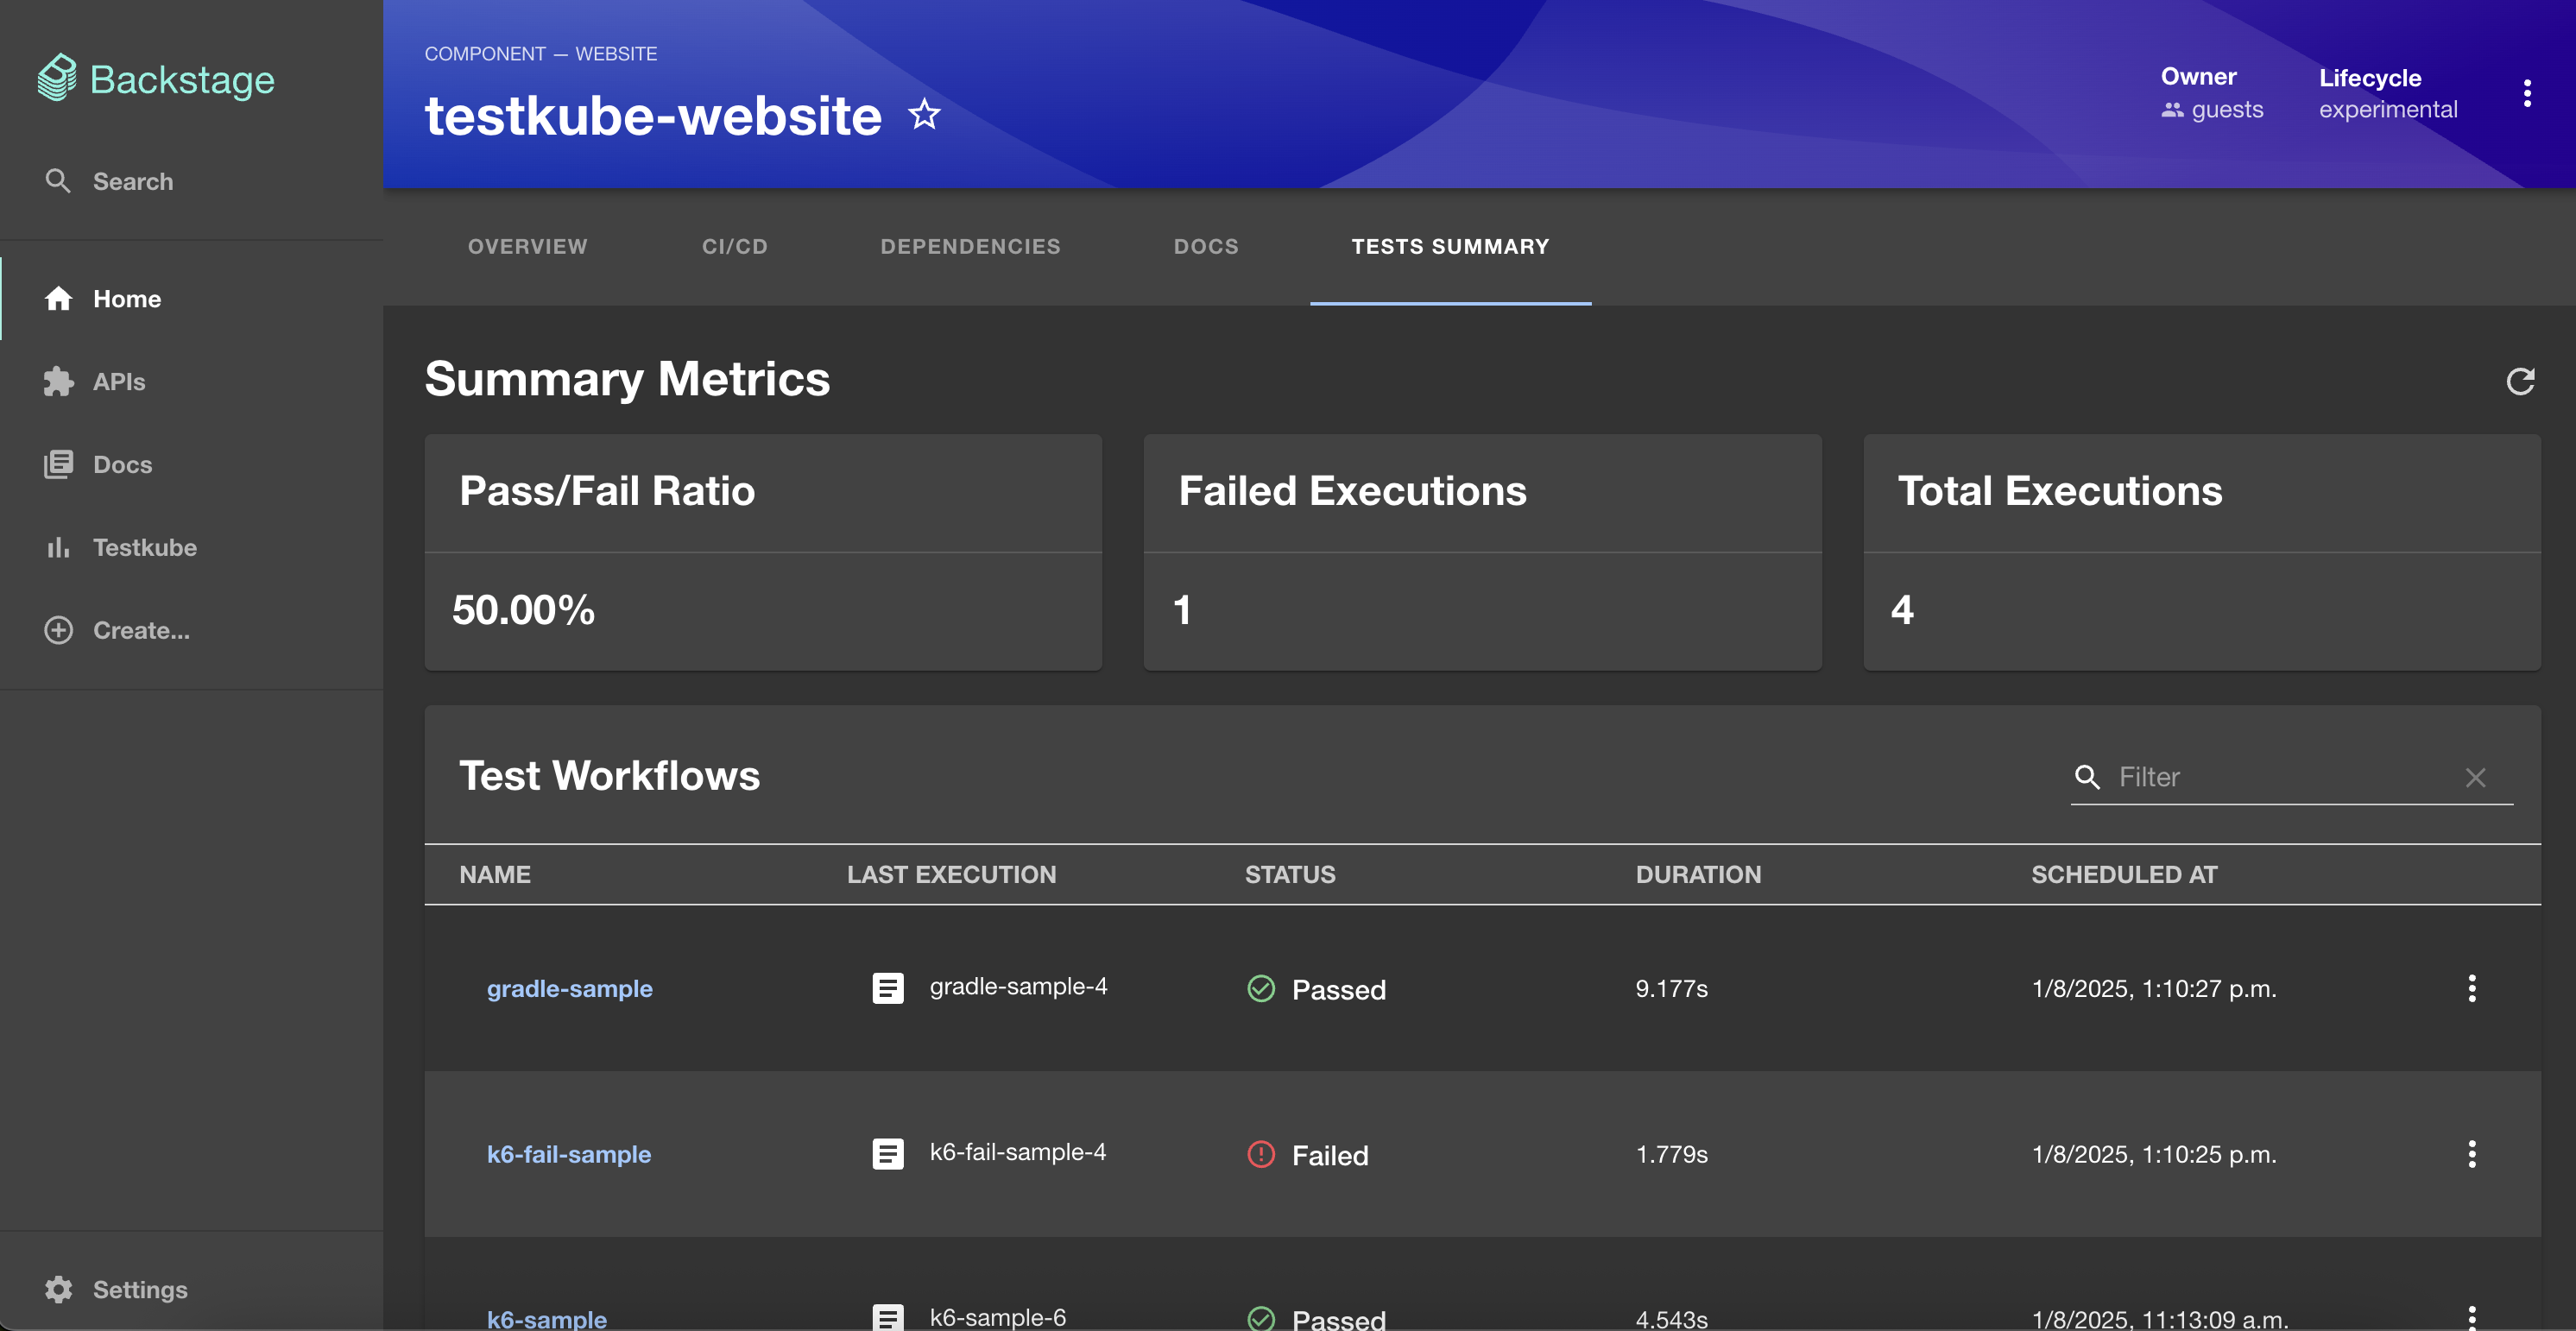 Backstage
Search
Home
APIs
Docs
Testkube
Create...
Settings
COMPONENT — WEBSITE
testkube-website
Owner
guests
Lifecycle
experimental
OVERVIEW CI/CD DEPENDENCIES DOCS TESTS SUMMARY
Summary Metrics
Pass/Fail Ratio
50.00%
Failed Executions
1
Total Executions
4
Test Workflows
Filter
NAME LAST EXECUTION STATUS DURATION SCHEDULED AT
gradle-sample gradle-sample-4 Passed 9.177s 1/8/2025, 1:10:27 p.m.
k6-fail-sample k6-fail-sample-4 Failed 1.779s 1/8/2025, 1:10:25 p.m.
k6-sample k6-sample-6 Passed 4.543s 1/8/2025, 11:13:09 a.m.